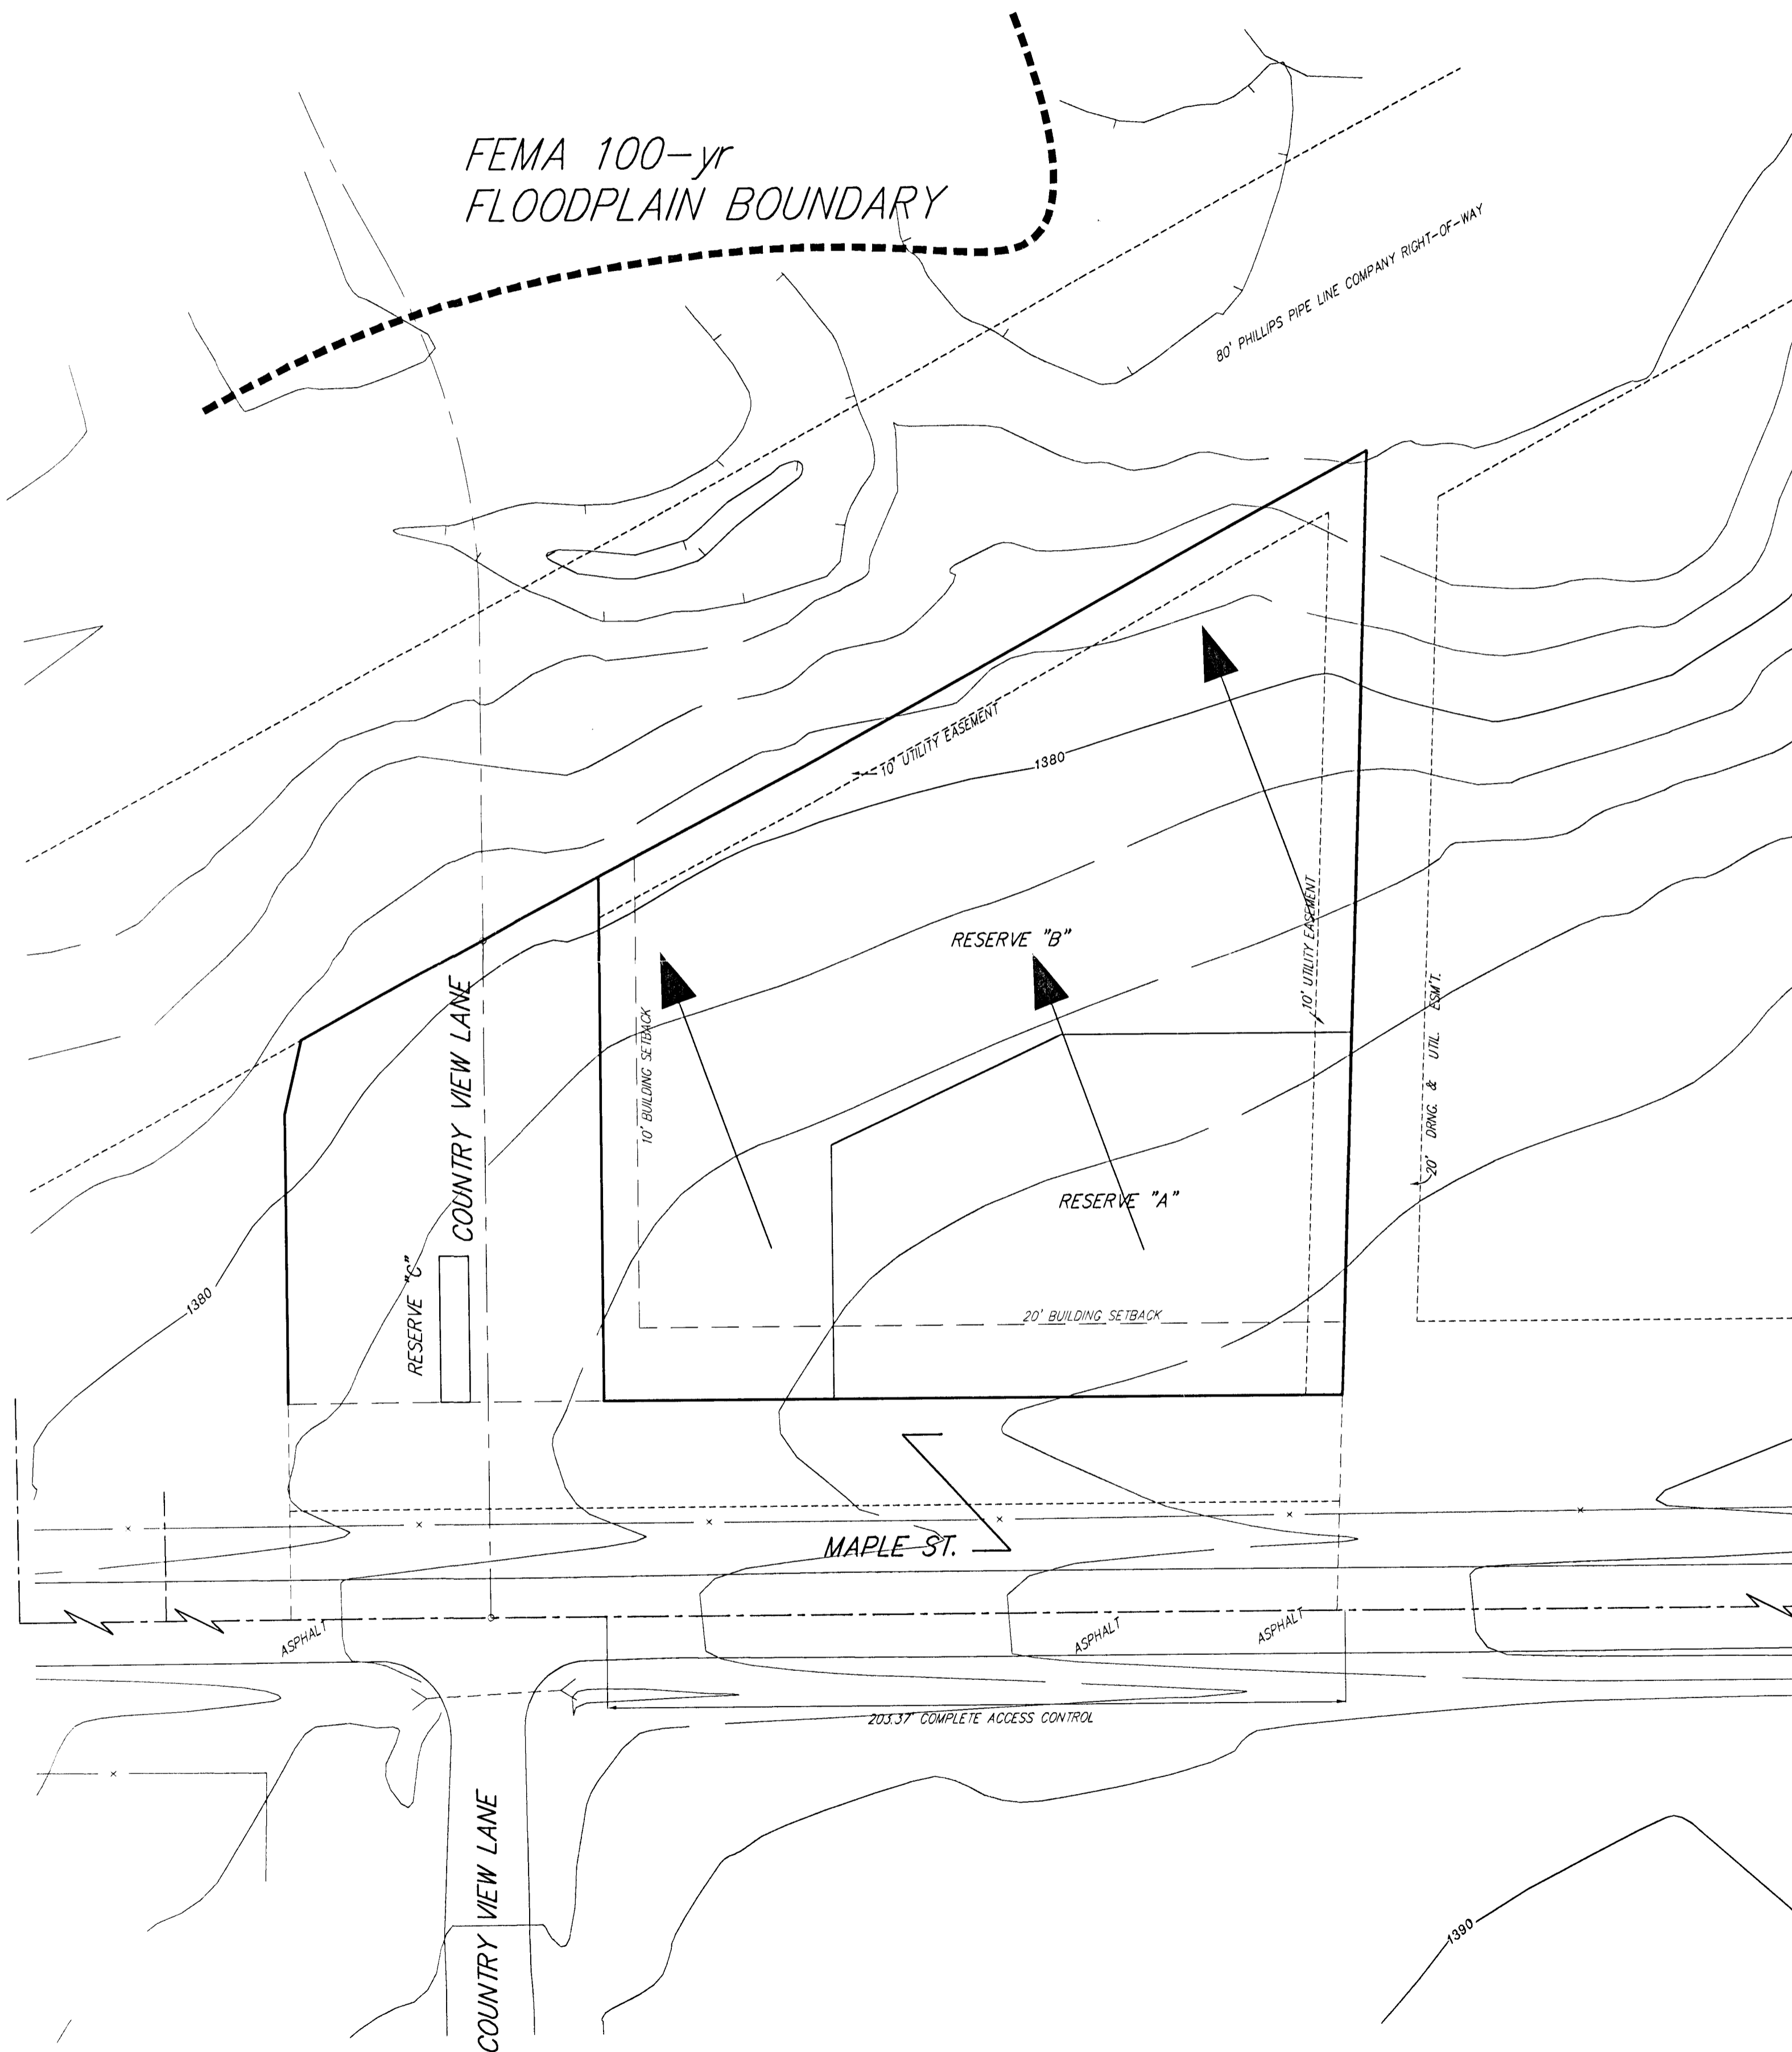 FEMA 100-yr
FLOODPLAIN BOUNDARY
80' PHILLIPS PIPE LINE COMPANY RIGHT-OF-WAY
10' UTILITY EASEMENT
1380
RESERVE "B"
10' UTILITY EASEMENT
COUNTRY VIEW LANE
10' BUILDING SETBACK
20' DRNG. & UTIL. ESM'T.
RESERVE "A"
RESERVE "C"
1380
20' BUILDING SETBACK
MAPLE ST.
ASPHALT
ASPHALT
ASPHALT
203.37' COMPLETE ACCESS CONTROL
COUNTRY VIEW LANE
1390